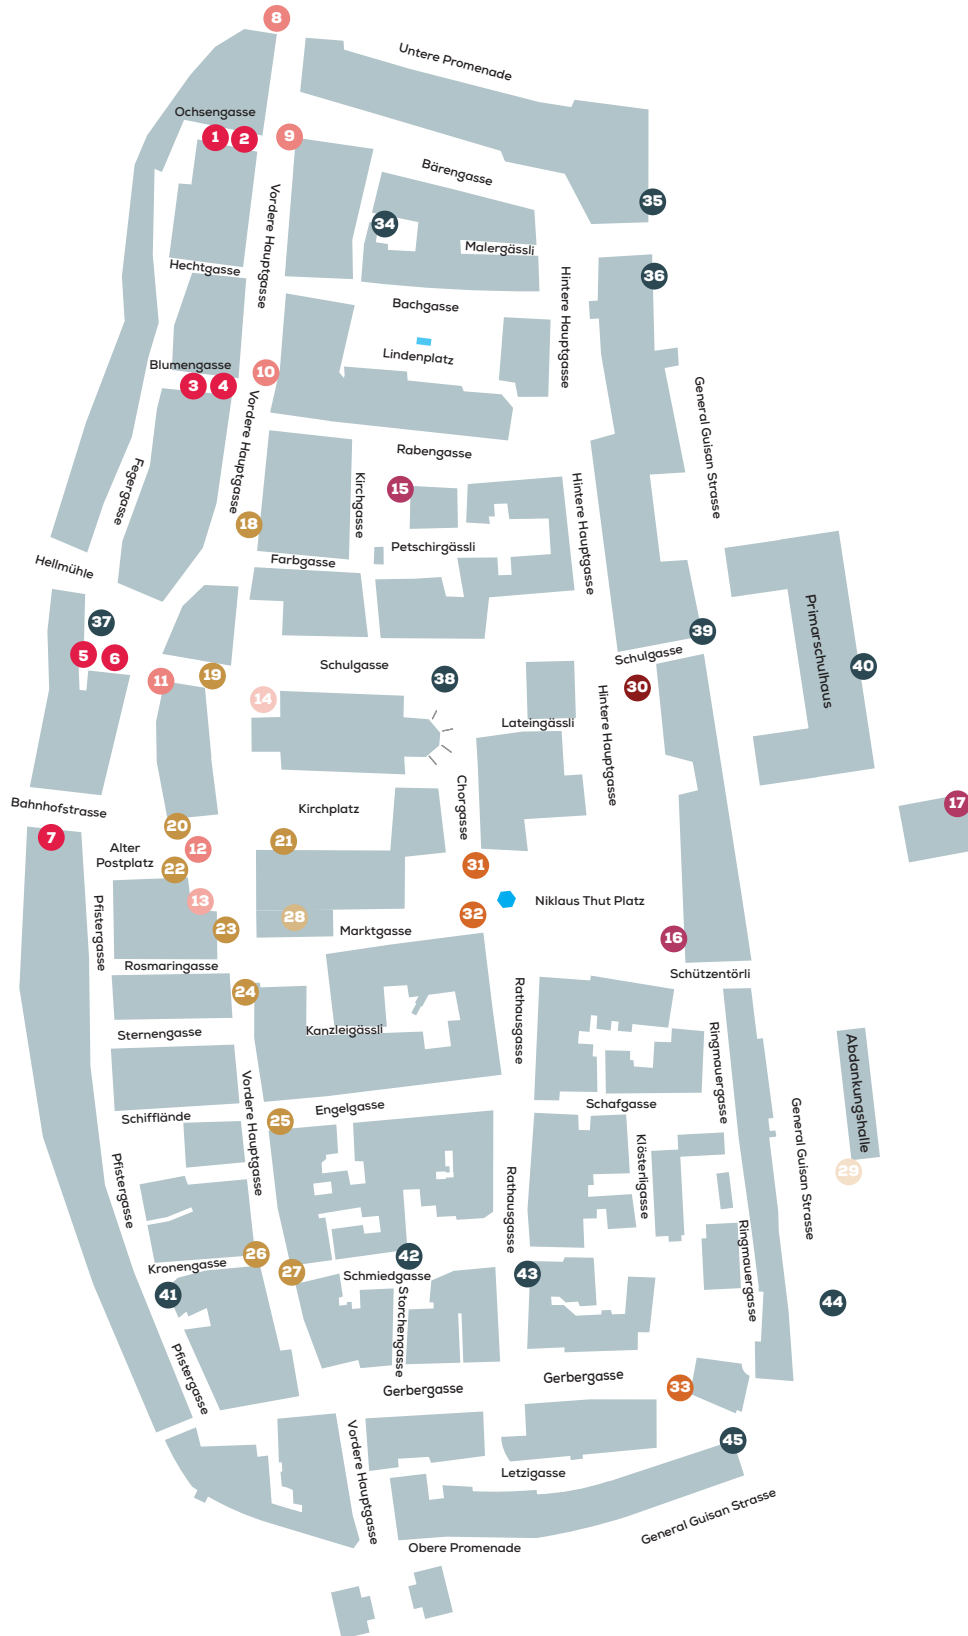 8
Untere Promenade
Ochsengasse
1
2
9
Bärengasse
35
Vordere Hauptgasse
34
Malergässli
Hechtgasse
36
Hintere Hauptgasse
Bachgasse
Lindenplatz
Blumengasse
10
3
4
General Guisan Strasse
Vordere Hauptgasse
Rabengasse
Fegergasse
Kirchgasse
15
Hintere Hauptgasse
18
Petschirgässli
Farbgasse
Hellmühle
37
39
Primarschulhaus
5
6
Schulgasse
Schulgasse
40
11
19
38
30
14
Lateingässli
Hintere Hauptgasse
Bahnhofstrasse
Kirchplatz
Chorgasse
17
7
20
21
Alter
Postplatz
12
22
31
13
Niklaus Thut Platz
28
32
Pfistergasse
23
Marktgasse
16
Rosmaringasse
Schützentörli
24
Rathausgasse
Sternengasse
Kanzleigässli
Ringmauergasse
Abdankungshalle
Vordere Hauptgasse
Engelgasse
Schafgasse
Schifflände
25
General Guisan Strasse
29
Pfistergasse
Rathausgasse
Klösterligasse
26
42
Kronengasse
27
Schmiedgasse
43
Ringmauergasse
41
44
Storchengasse
Pfistergasse
Gerbergasse
Gerbergasse
33
45
Vordere Hauptgasse
Letzigasse
General Guisan Strasse
Obere Promenade